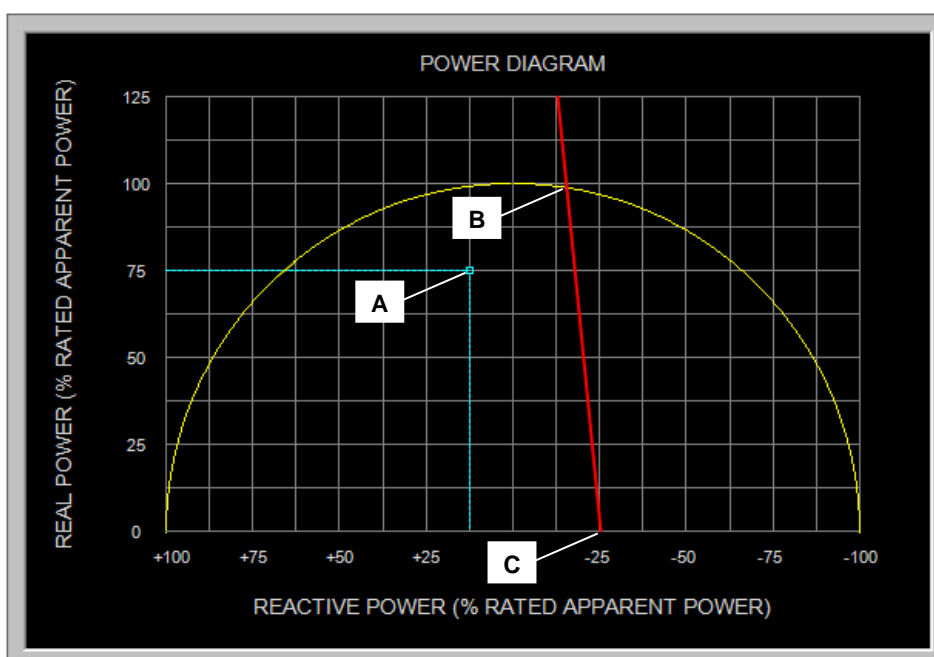 POWER DIAGRAM
REAL POWER (% RATED APPARENT POWER)
125
100
B
75
A
50
25
0
+100 +75 +50 +25 -25 -50 -75 -100
C
REACTIVE POWER (% RATED APPARENT POWER)